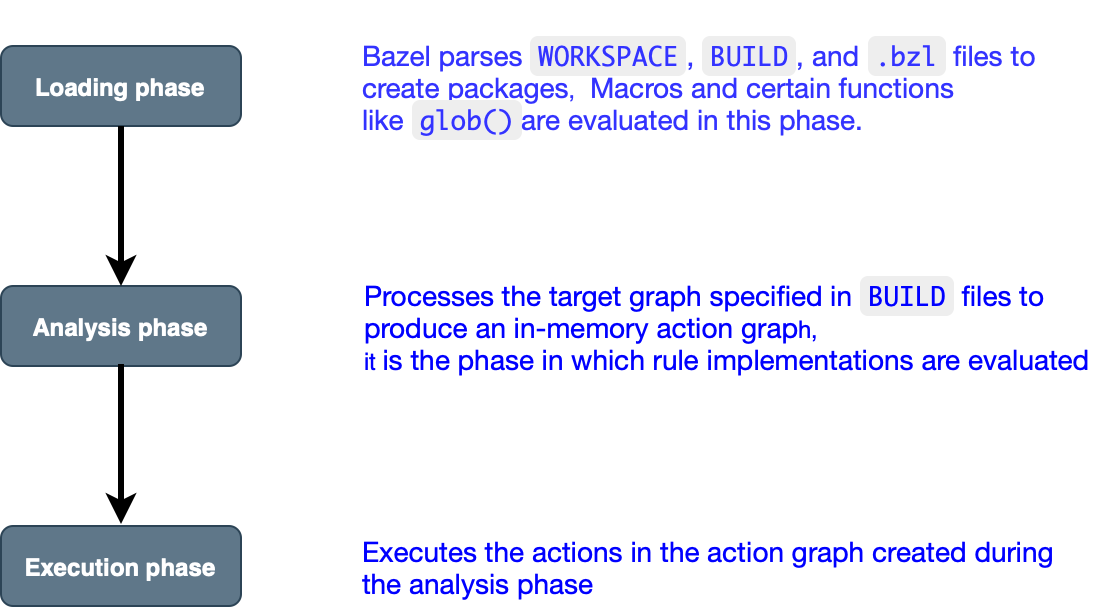 Loading phase
Bazel parses WORKSPACE, BUILD, and .bzl files to
create packages,  Macros and certain functions
like glob() are evaluated in this phase.
Analysis phase
Processes the target graph specified in BUILD files to
produce an in-memory action graph,
it is the phase in which rule implementations are evaluated
Execution phase
Executes the actions in the action graph created during
the analysis phase